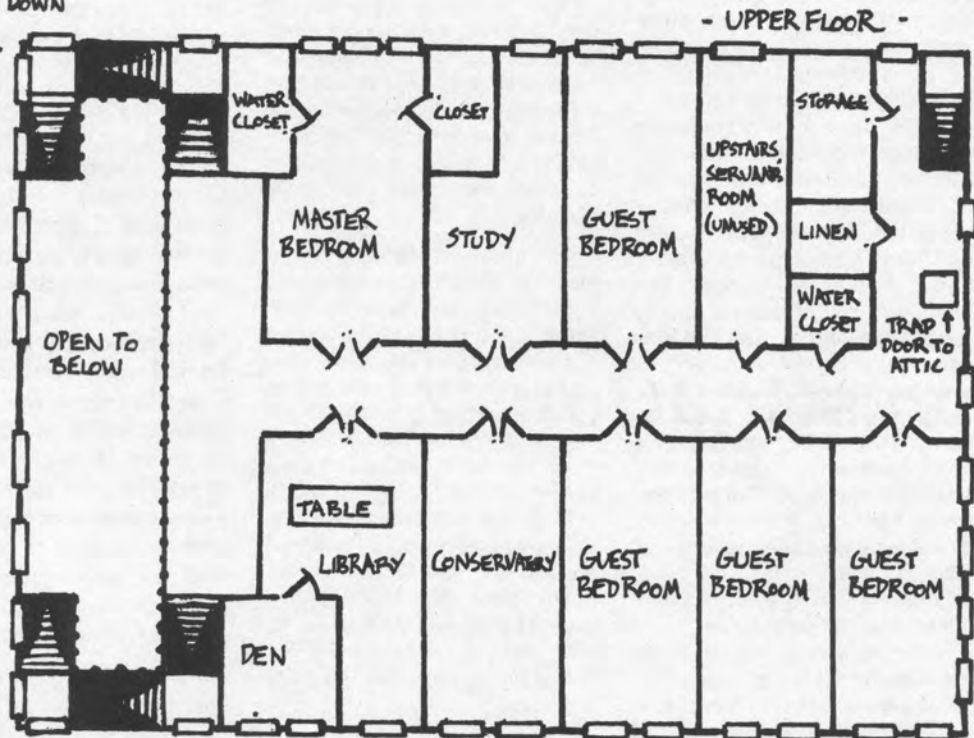 DOWN
- UPPER FLOOR -
WATER
CLOSET
CLOSET
STORAGE
UPSTAIRS
SERVANTS
ROOM
(UNUSED)
MASTER
BEDROOM
STUDY
GUEST
BEDROOM
LINEN
WATER
CLOSET
TRAP
DOOR TO
ATTIC
OPEN TO
BELOW
TABLE
LIBRARY
CONSERVATORY
GUEST
BEDROOM
GUEST
BEDROOM
GUEST
BEDROOM
DEN